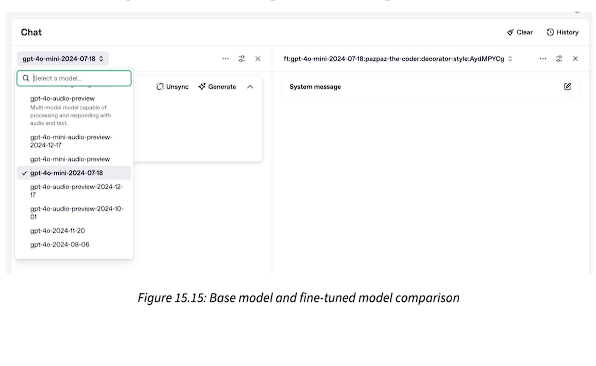 Chat
Clear
History
gpt-4o-mini-2024-07-18
ft:gpt-4o-mini-2024-07-18:pazpaz-the-coder:decorator-style:AydMPYCg
Select a model...
Unsync
Generate
System message
gpt-4o-audio-preview
Multi-modal model capable of
processing and responding with
audio and text.
gpt-4o-mini-audio-preview-
2024-12-17
gpt-4o-mini-audio-preview
gpt-4o-mini-2024-07-18
gpt-4o-audio-preview-2024-12-
17
gpt-4o-audio-preview-2024-10-
01
gpt-4o-2024-11-20
gpt-4o-2024-08-06
Figure 15.15: Base model and fine-tuned model comparison